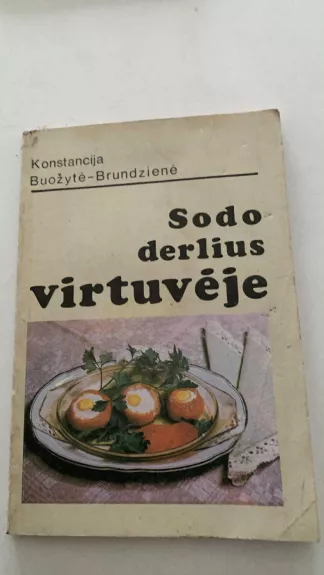 Konstancija
Buožytė-Brundzienė
Sodo
derlius
virtuvėje